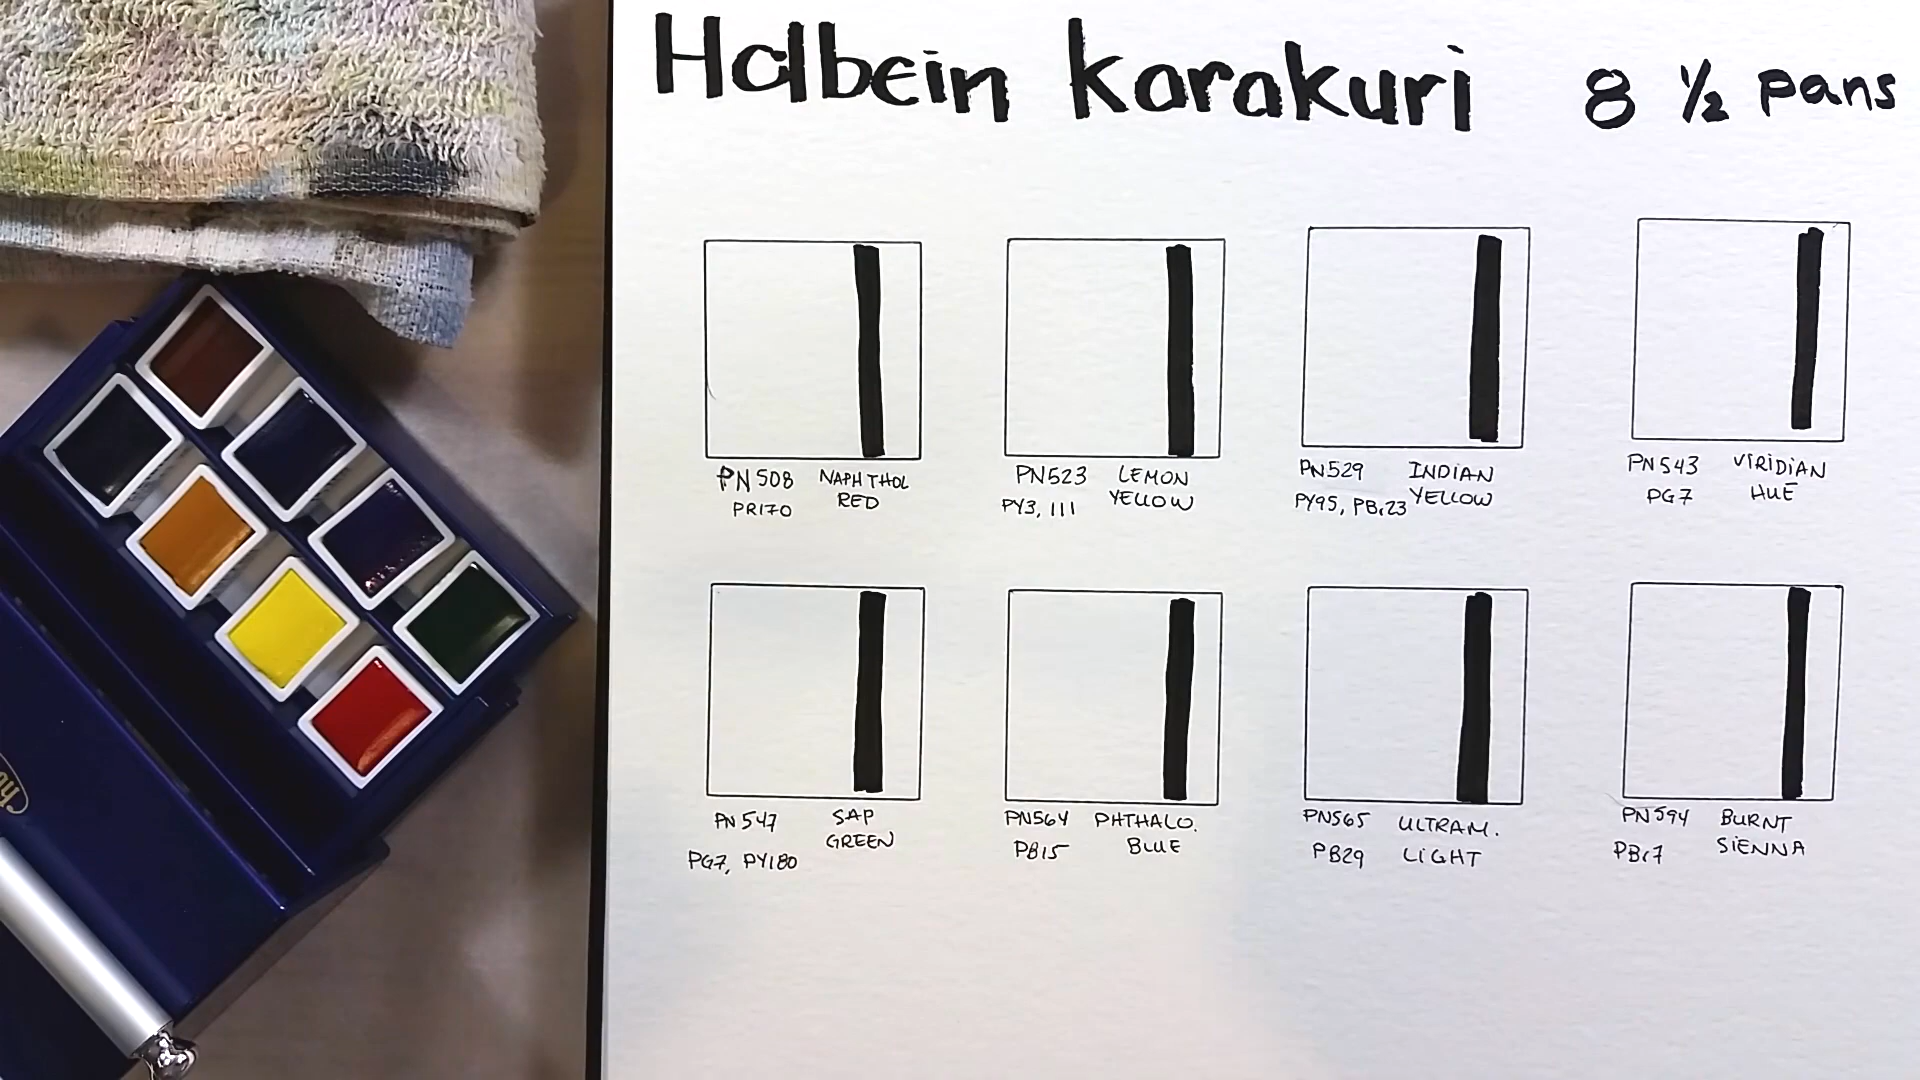 Holbein Karakuri 8 ½ pans
PN508 NAPHTHOL
RED
PR170
PN523 LEMON
YELLOW
PY3, 111
PN529 INDIAN
YELLOW
PY95, PBr23
PN543 VIRIDIAN
HUE
PG7
PN547 SAP
GREEN
PG7, PY180
PN564 PHTHALO.
BLUE
PB15
PN565 ULTRAM.
LIGHT
PB29
PN594 BURNT
SIENNA
PBr7